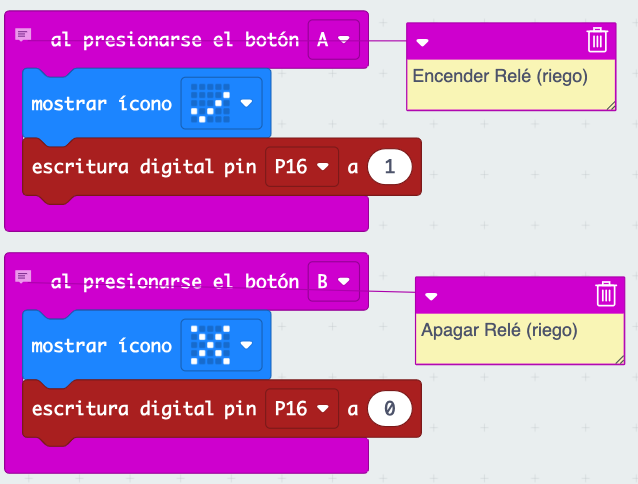 al presionarse el botón A
Encender Relé (riego)
mostrar ícono
escritura digital pin P16 a 1
al presionarse el botón B
Apagar Relé (riego)
mostrar ícono
escritura digital pin P16 a 0